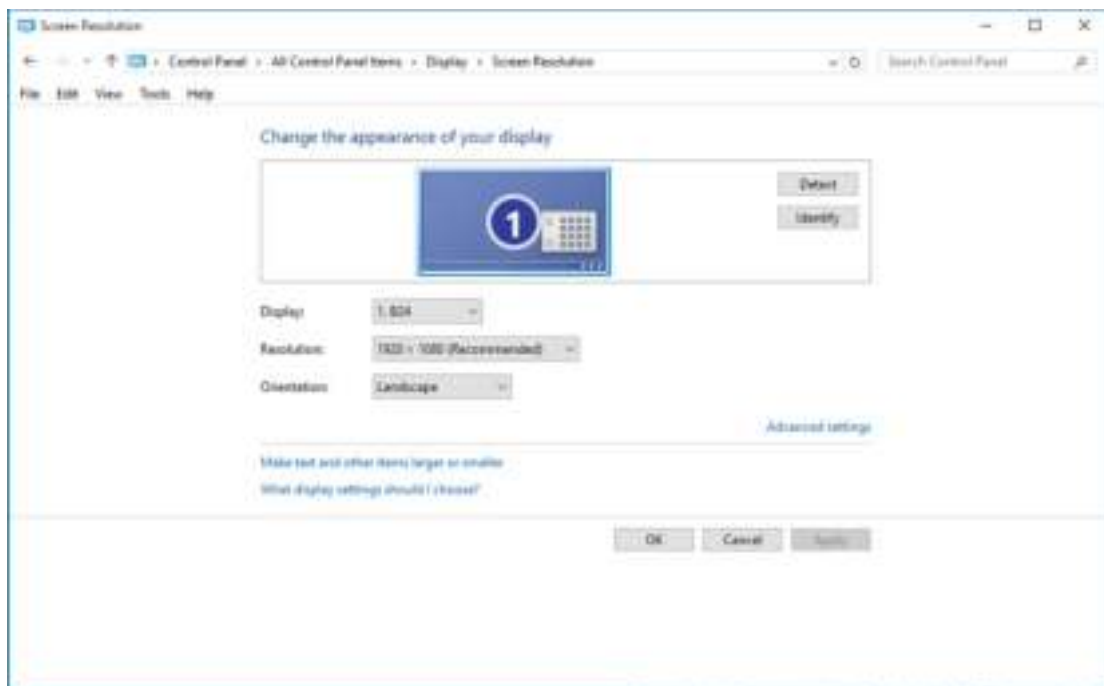 Screen Resolution
Control Panel › All Control Panel Items › Display › Screen Resolution
Search Control Panel
File Edit View Tools Help
Change the appearance of your display
1
Detect
Identify
Display:
Resolution: 1920 × 1080 (Recommended)
Orientation: Landscape
Advanced settings
Make text and other items larger or smaller
What display settings should I choose?
OK Cancel Apply